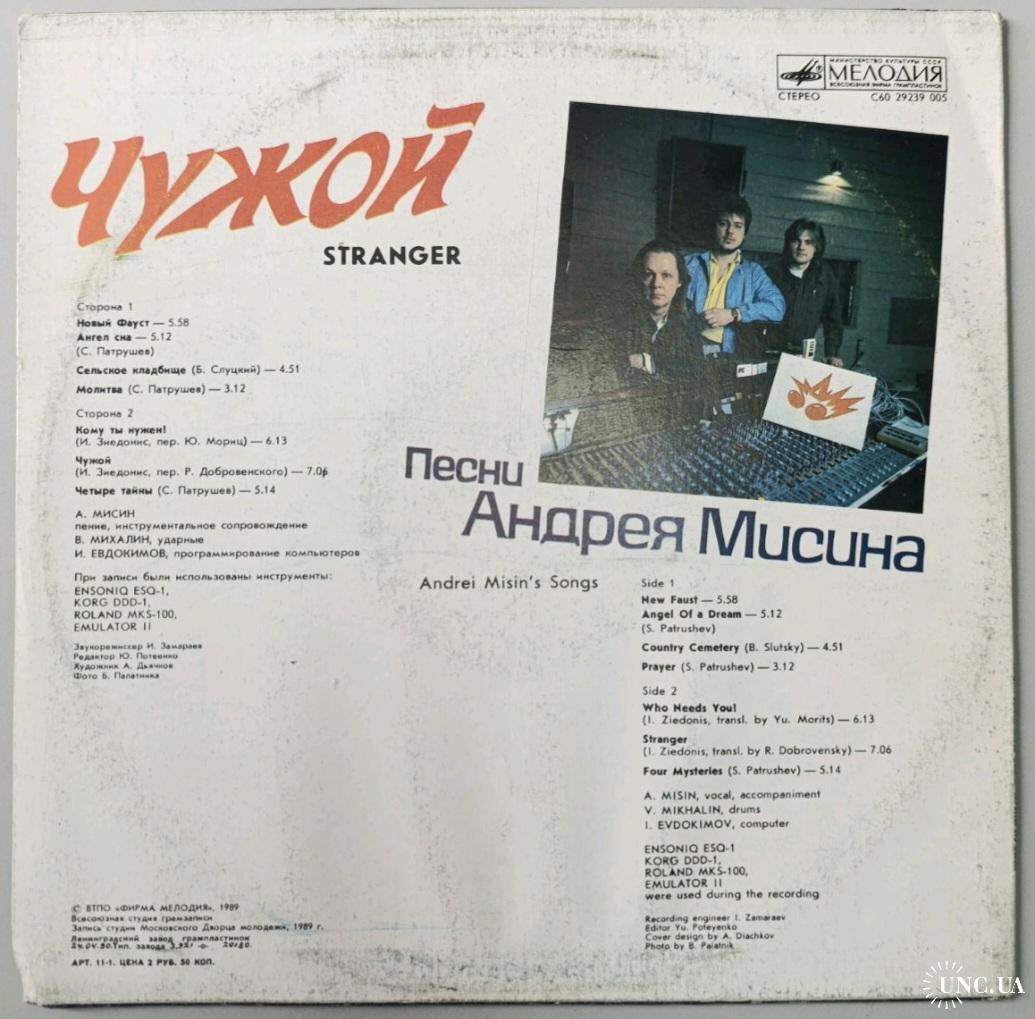 МИНИСТЕРСТВО КУЛЬТУРЫ СССР
МЕЛОДИЯ
ВСЕСОЮЗНАЯ ФИРМА ГРАМПЛАСТИНОК
СТЕРЕО С60 29239 005
ЧУЖОЙ
STRANGER
Сторона 1
Новый Фауст — 5.58
Ангел сна — 5.12
(С. Патрушев)
Сельское кладбище (Б. Слуцкий) — 4.51
Молитва (С. Патрушев) — 3.12
Сторона 2
Кому ты нужен!
(И. Зиедонис, пер. Ю. Мориц) — 6.13
Чужой
(И. Зиедонис, пер. Р. Добровенского) — 7.06
Четыре тайны (С. Патрушев) — 5.14
А. МИСИН
пение, инструментальное сопровождение
В. МИХАЛИН, ударные
И. ЕВДОКИМОВ, программирование компьютеров
При записи были использованы инструменты:
ENSONIQ ESQ-1,
KORG DDD-1,
ROLAND MKS-100,
EMULATOR II
Звукорежиссер И. Замараев
Редактор Ю. Потеенко
Художник А. Дьячков
Фото Б. Палатника
Песни
Андрея Мисина
Andrei Misin's Songs
Side 1
New Faust — 5.58
Angel Of a Dream — 5.12
(S. Patrushev)
Country Cemetery (B. Slutsky) — 4.51
Prayer (S. Patrushev) — 3.12
Side 2
Who Needs You!
(I. Ziedonis, transl. by Yu. Morits) — 6.13
Stranger
(I. Ziedonis, transl. by R. Dobrovensky) — 7.06
Four Mysteries (S. Patrushev) — 5.14
A. MISIN, vocal, accompaniment
V. MIKHALIN, drums
I. EVDOKIMOV, computer
ENSONIQ ESQ-1
KORG DDD-1,
ROLAND MKS-100,
EMULATOR II
were used during the recording
Recording engineer I. Zamaraev
Editor Yu. Poteyenko
Cover design by A. Diachkov
Photo by B. Palatnik
© ВТПО «ФИРМА МЕЛОДИЯ», 1989
Всесоюзная студия грамзаписи
Запись студии Московского Дворца молодежи, 1989 г.
Ленинградский завод грампластинок
24.04.90. Тип. завода
АРТ. 11-1. ЦЕНА 2 РУБ. 50 КОП.
UNC.UA